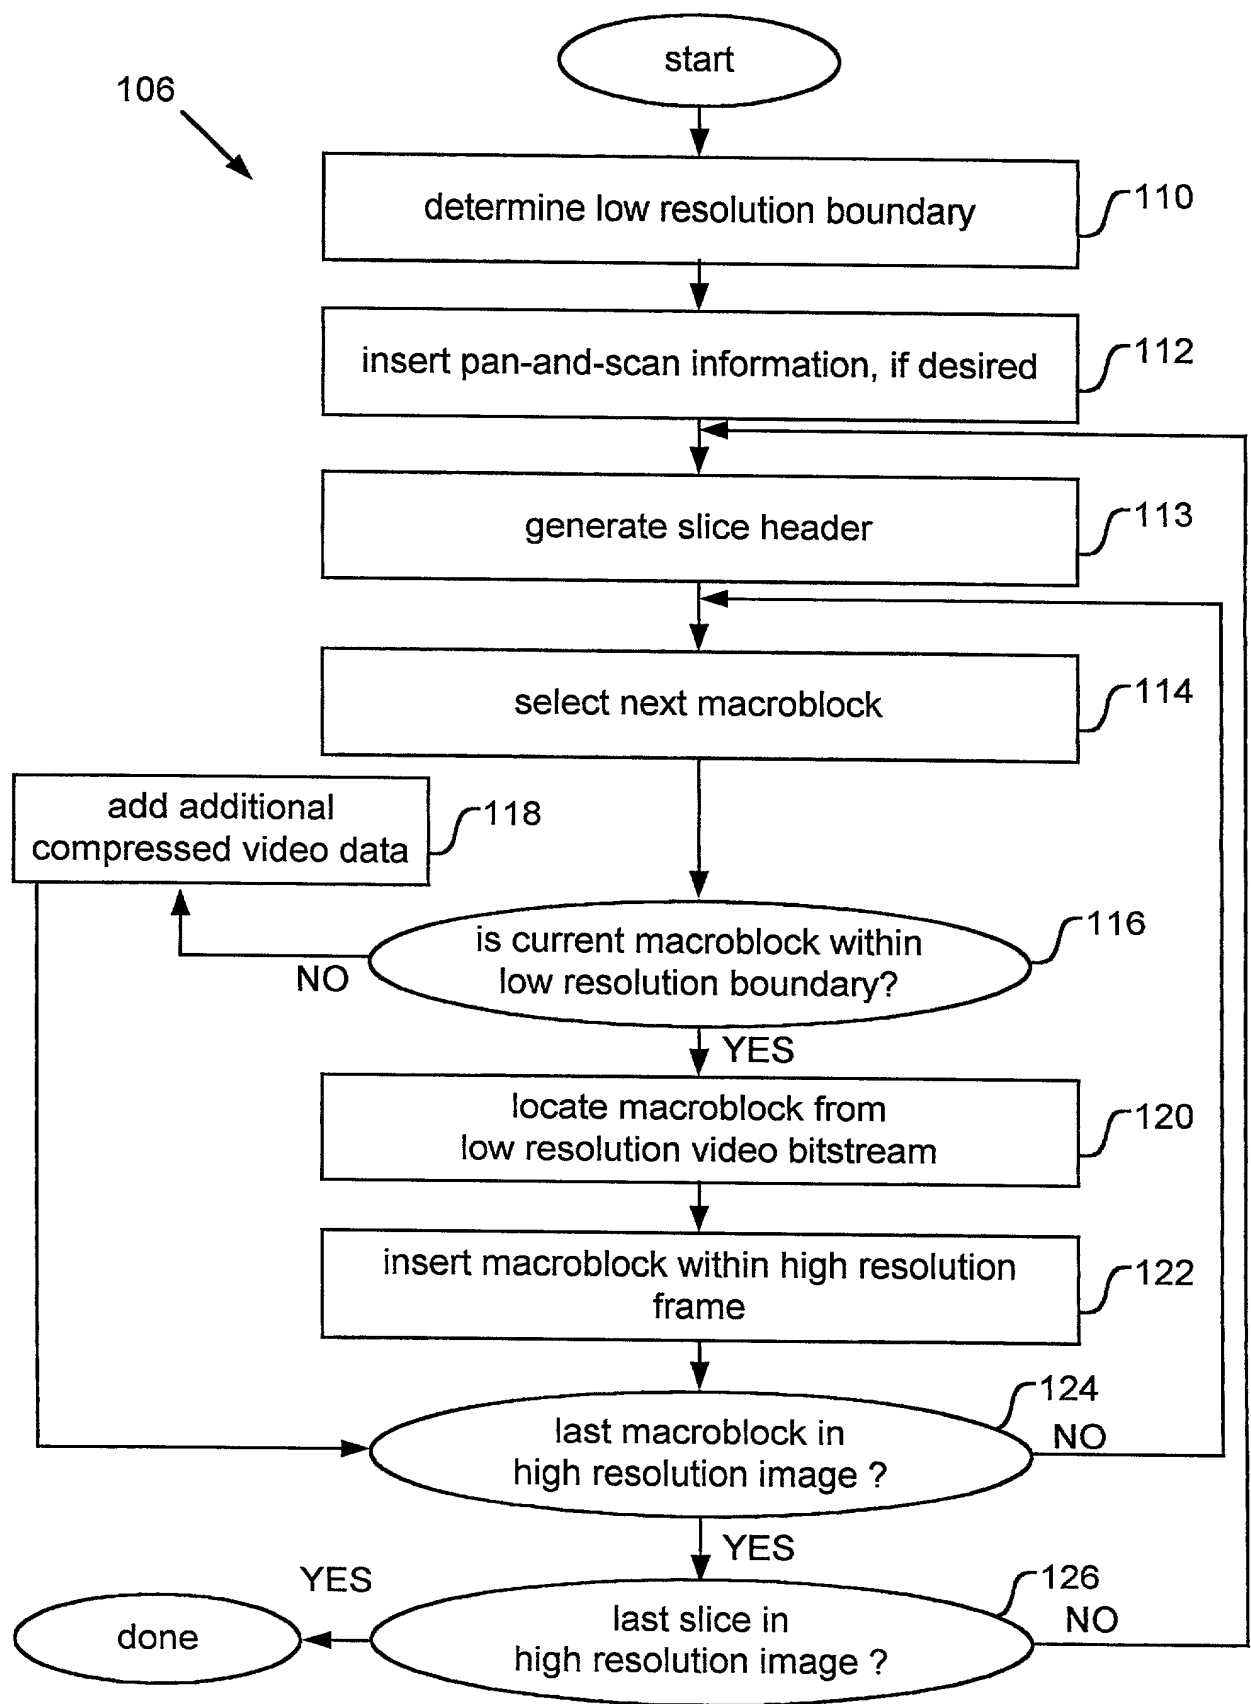 start
106
determine low resolution boundary
110
insert pan-and-scan information, if desired
112
generate slice header
113
select next macroblock
114
add additional
compressed video data
118
is current macroblock within
low resolution boundary?
116
NO
YES
locate macroblock from
low resolution video bitstream
120
insert macroblock within high resolution
frame
122
124
last macroblock in
high resolution image ?
NO
YES
YES
126
last slice in
high resolution image ?
NO
done